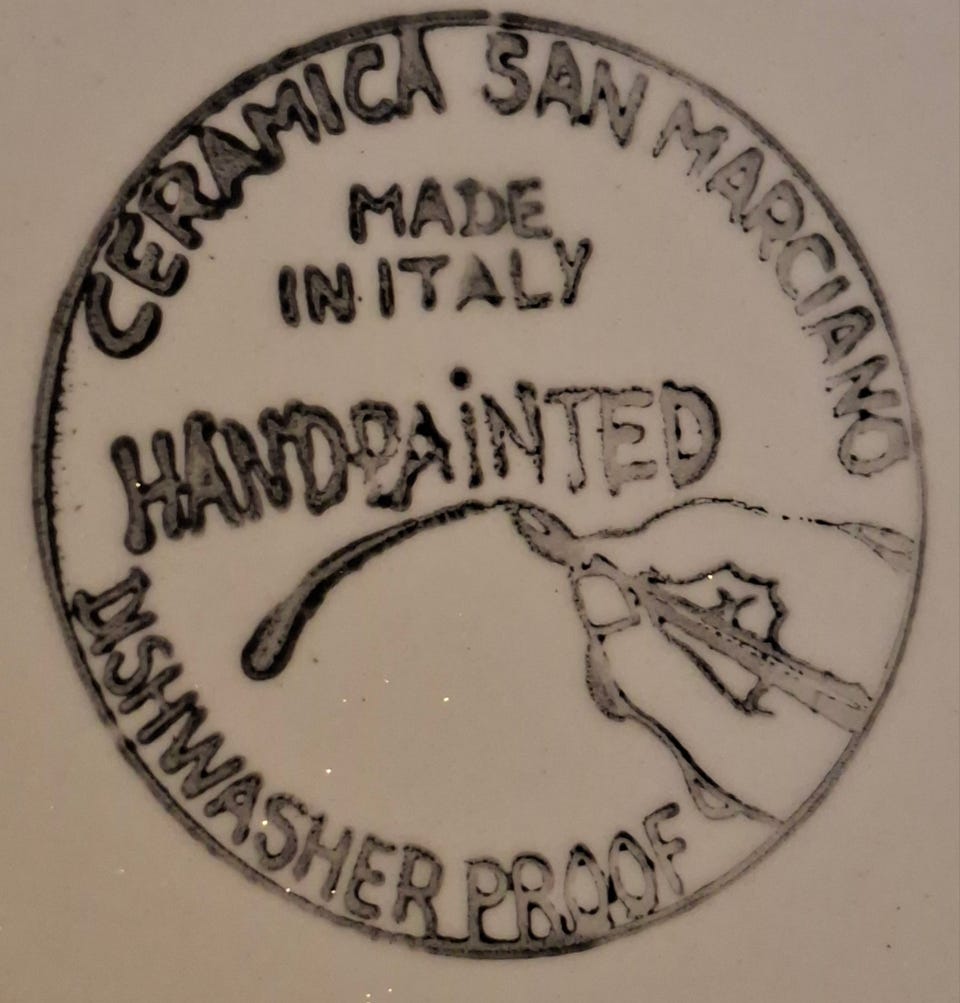 CERAMICA SAN MARCIANO
MADE
IN ITALY
HANDPAiNTED
DISHWASHER PROOF